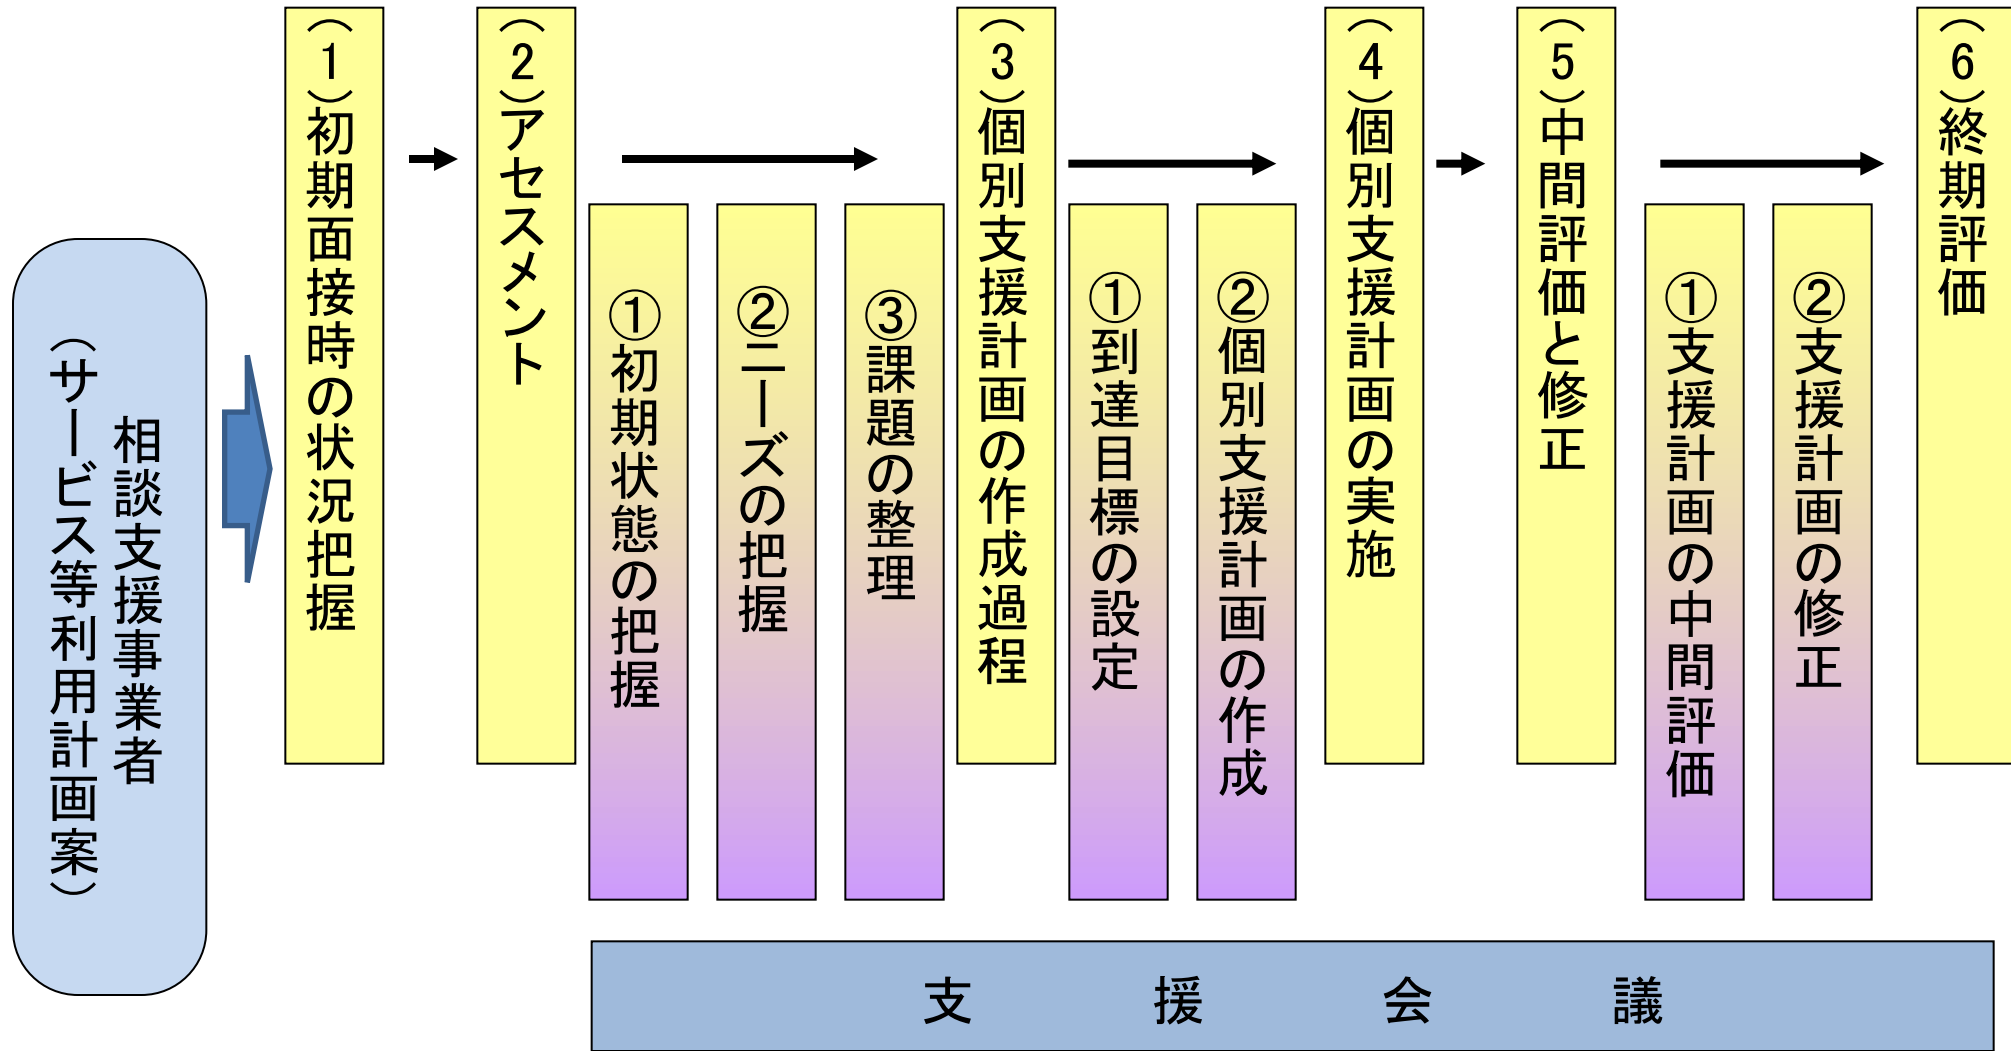 相談支援事業者
（サービス等利用計画案）
（1）初期面接時の状況把握
（2）アセスメント
①初期状態の把握
②ニーズの把握
③課題の整理
（3）個別支援計画の作成過程
①到達目標の設定
②個別支援計画の作成
（4）個別支援計画の実施
（5）中間評価と修正
①支援計画の中間評価
②支援計画の修正
（6）終期評価
支援会議